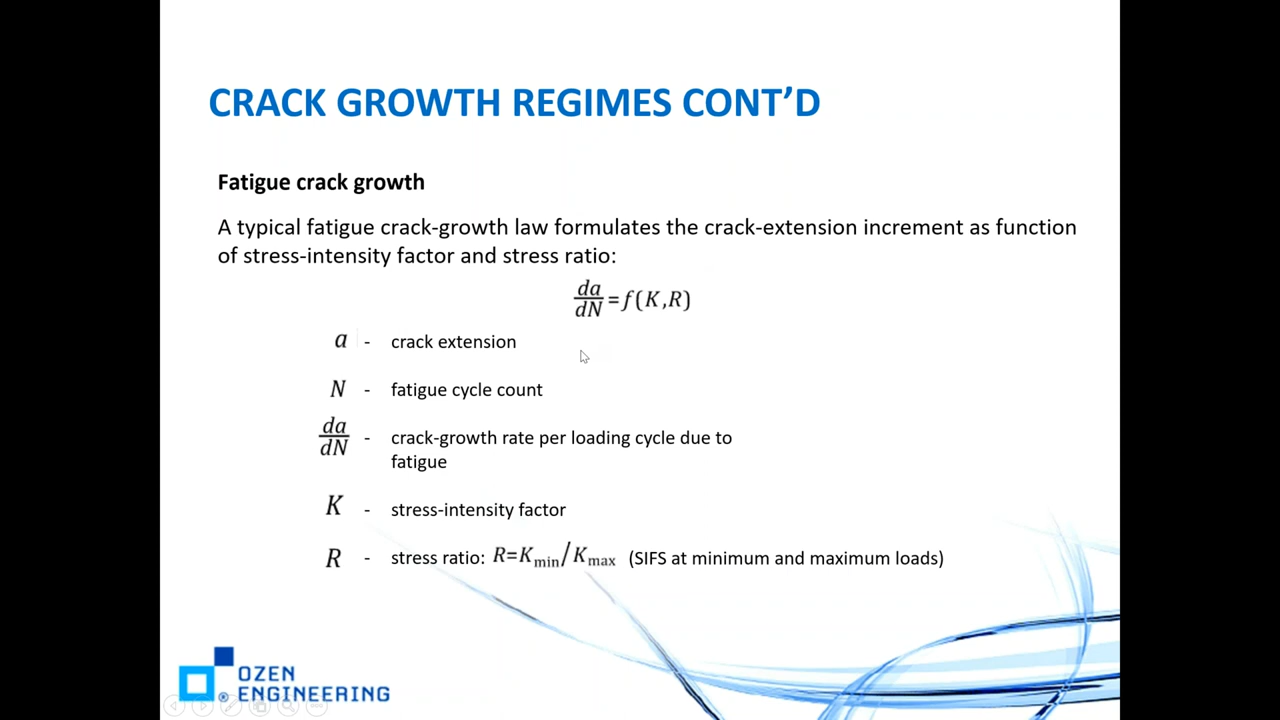 CRACK GROWTH REGIMES CONT’D
Fatigue crack growth
A typical fatigue crack-growth law formulates the crack-extension increment as function
of stress-intensity factor and stress ratio:
da/dN=f(K,R)
a - crack extension
N - fatigue cycle count
da/dN - crack-growth rate per loading cycle due to
fatigue
K - stress-intensity factor
R - stress ratio: R=Kmin/Kmax (SIFS at minimum and maximum loads)
OZEN
ENGINEERING